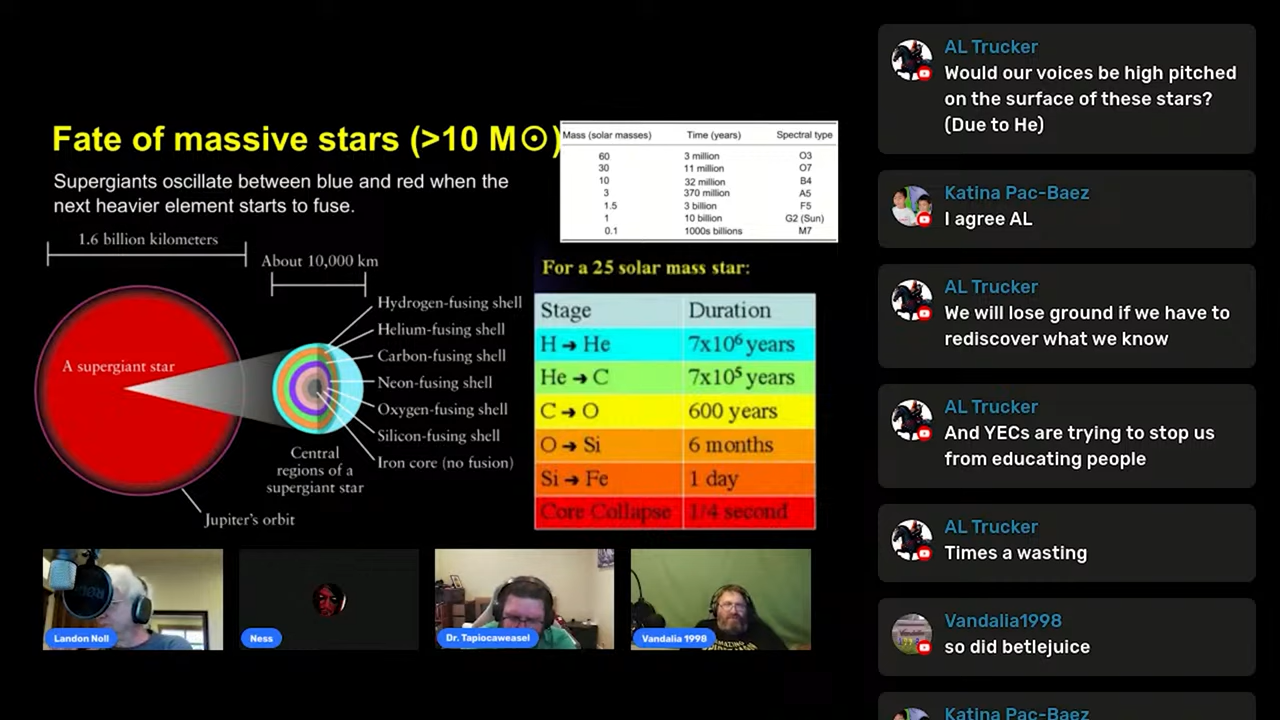 Fate of massive stars (>10 M⊙)
Supergiants oscillate between blue and red when the
next heavier element starts to fuse.
Mass (solar masses) Time (years) Spectral type
60 3 million O3
30 11 million O7
10 32 million B4
3 370 million A5
1.5 3 billion F5
1 10 billion G2 (Sun)
0.1 1000s billions M7
1.6 billion kilometers
About 10,000 km
A supergiant star
Jupiter's orbit
Hydrogen-fusing shell
Helium-fusing shell
Carbon-fusing shell
Neon-fusing shell
Oxygen-fusing shell
Silicon-fusing shell
Iron core (no fusion)
Central
regions of a
supergiant star
For a 25 solar mass star:
Stage Duration
H → He 7x10⁶ years
He → C 7x10⁵ years
C → O 600 years
O → Si 6 months
Si → Fe 1 day
Core Collapse 1/4 second
Landon Noll
Ness
Dr. Tapiocaweasel
Vandalia 1998
AL Trucker
Would our voices be high pitched
on the surface of these stars?
(Due to He)
Katina Pac-Baez
I agree AL
AL Trucker
We will lose ground if we have to
rediscover what we know
AL Trucker
And YECs are trying to stop us
from educating people
AL Trucker
Times a wasting
Vandalia1998
so did betlejuice
Katina Pac-Baez